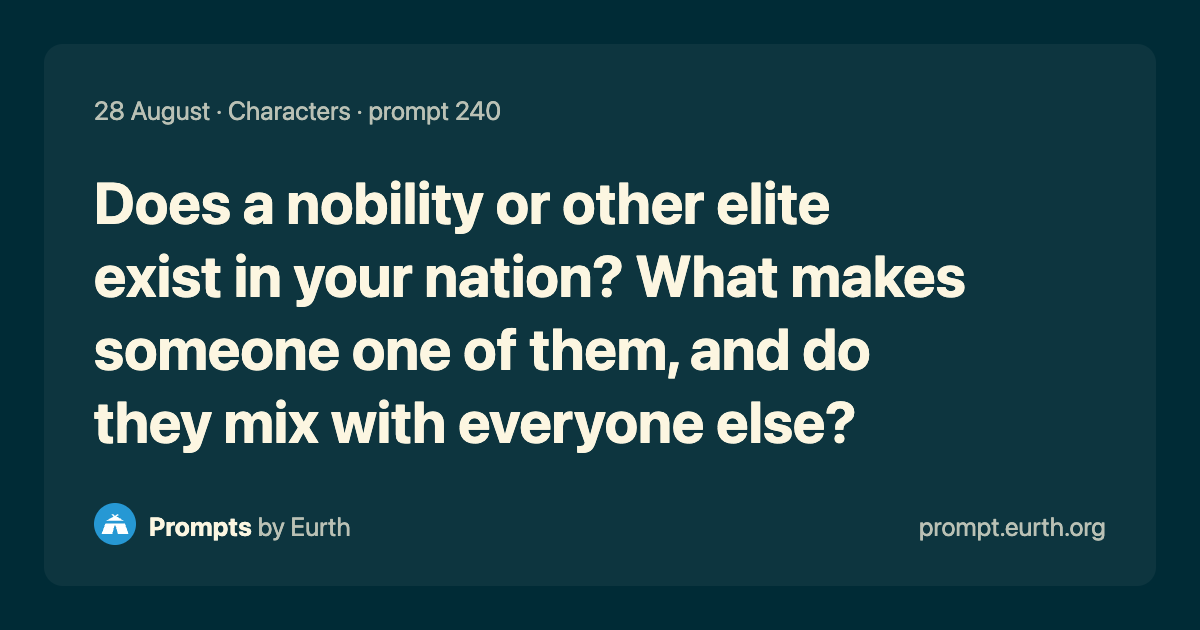 28 August · Characters · prompt 240
Does a nobility or other elite
exist in your nation? What makes
someone one of them, and do
they mix with everyone else?
Prompts by Eurth
prompt.eurth.org